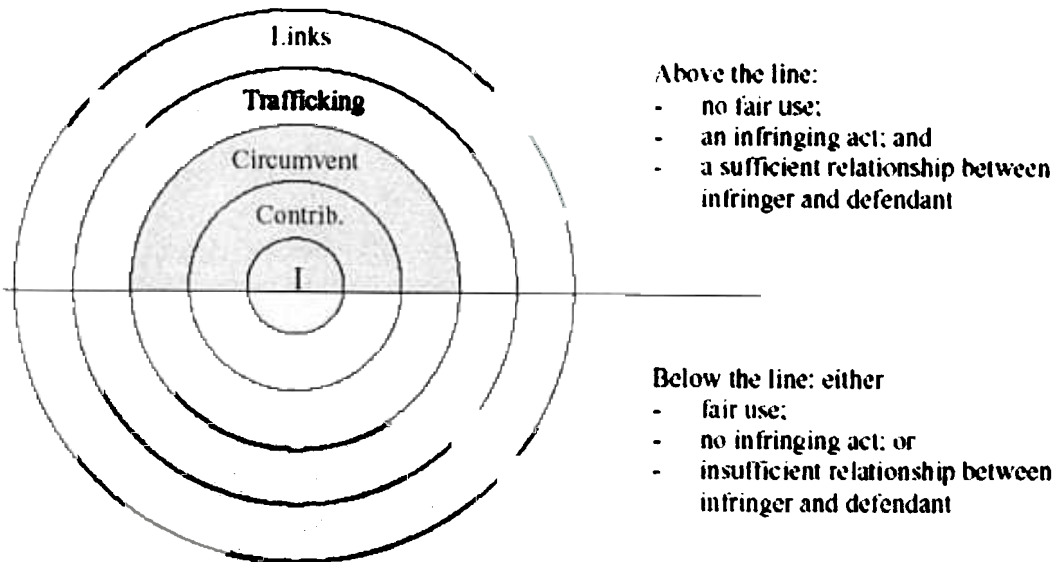 Links
Trafficking
Circumvent
Contrib.
I
Above the line:
- no fair use;
- an infringing act; and
- a sufficient relationship between
infringer and defendant
Below the line: either
- fair use;
- no infringing act; or
- insufficient relationship between
infringer and defendant